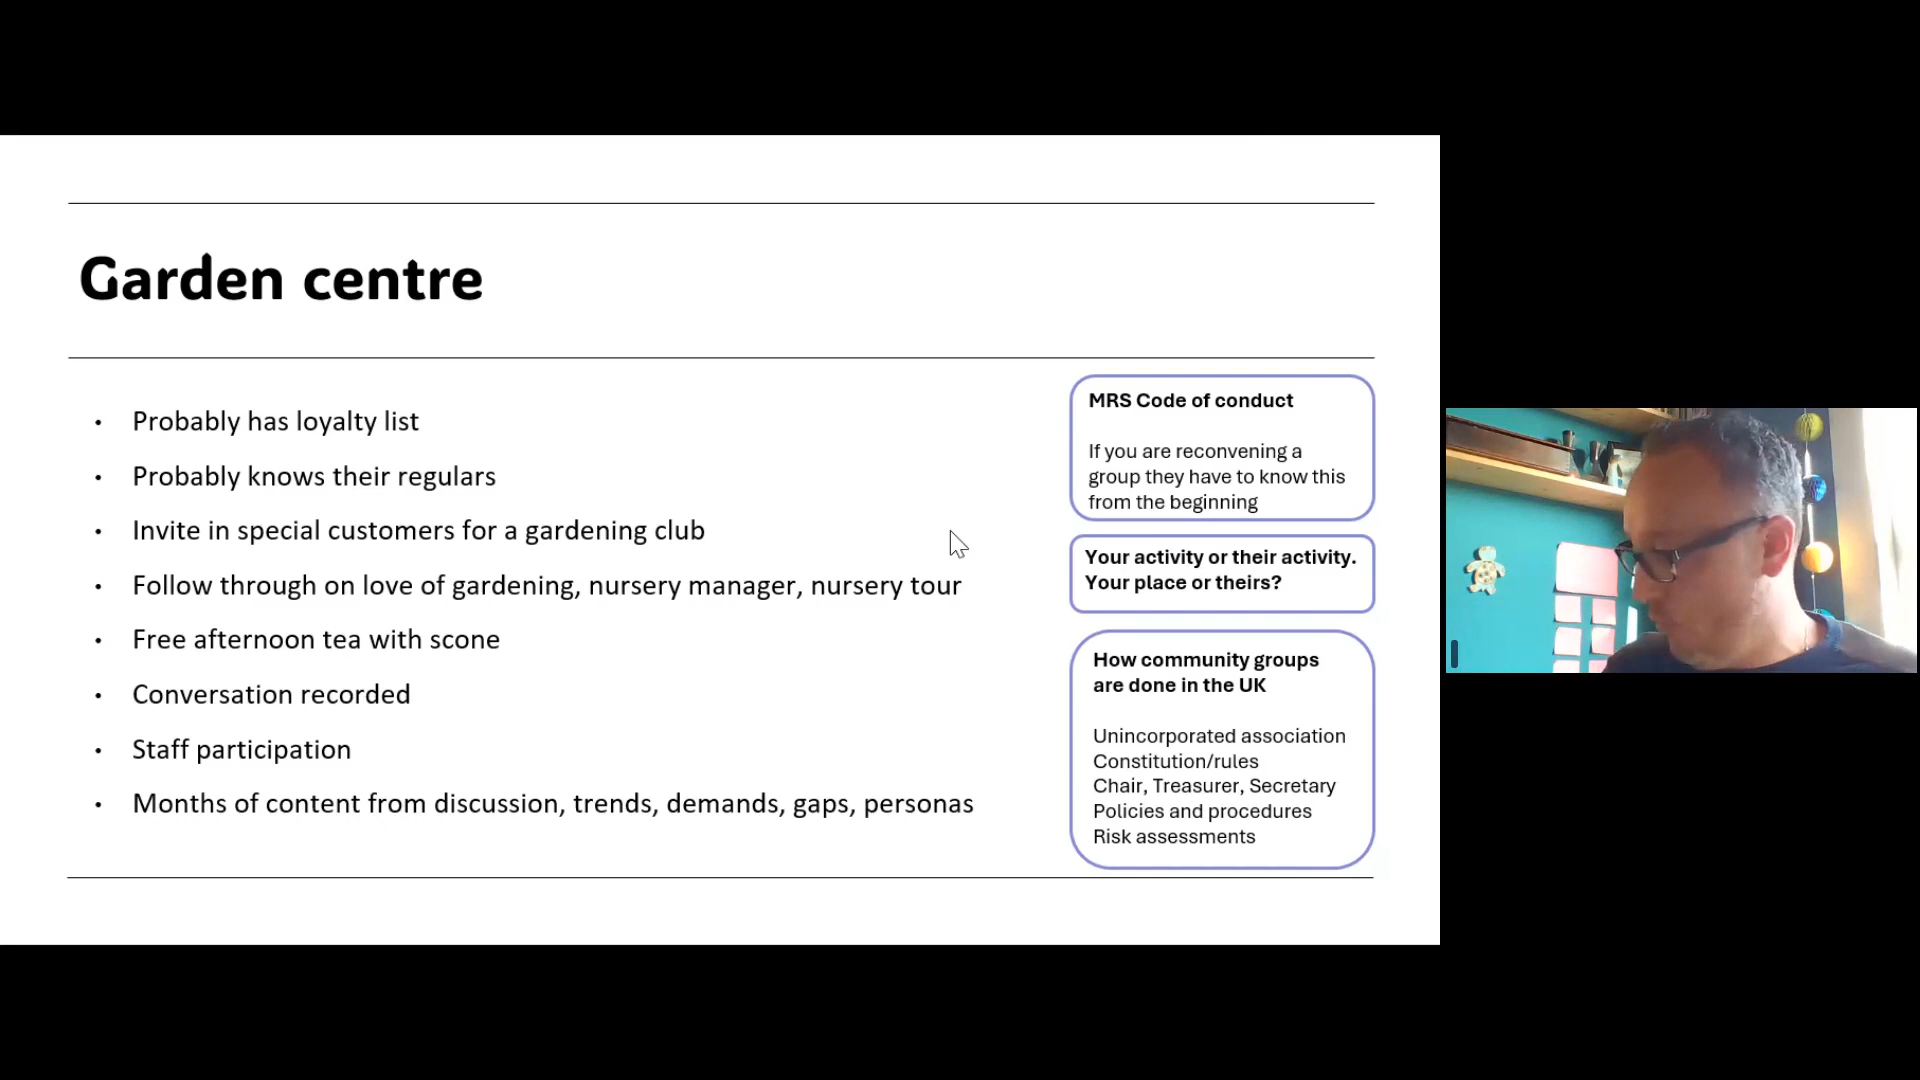 Garden centre
• Probably has loyalty list
• Probably knows their regulars
• Invite in special customers for a gardening club
• Follow through on love of gardening, nursery manager, nursery tour
• Free afternoon tea with scone
• Conversation recorded
• Staff participation
• Months of content from discussion, trends, demands, gaps, personas
MRS Code of conduct
If you are reconvening a
group they have to know this
from the beginning
Your activity or their activity.
Your place or theirs?
How community groups
are done in the UK
Unincorporated association
Constitution/rules
Chair, Treasurer, Secretary
Policies and procedures
Risk assessments